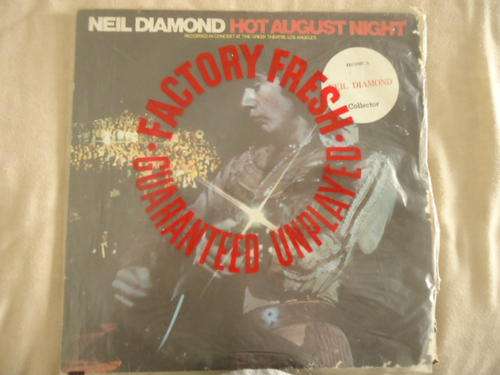 NEIL DIAMOND HOT AUGUST NIGHT
RECORDED IN CONCERT AT THE GREEK THEATRE, LOS ANGELES
NEIL DIAMOND
Collector
FACTORY FRESH · GUARANTEED UNPLAYED ·